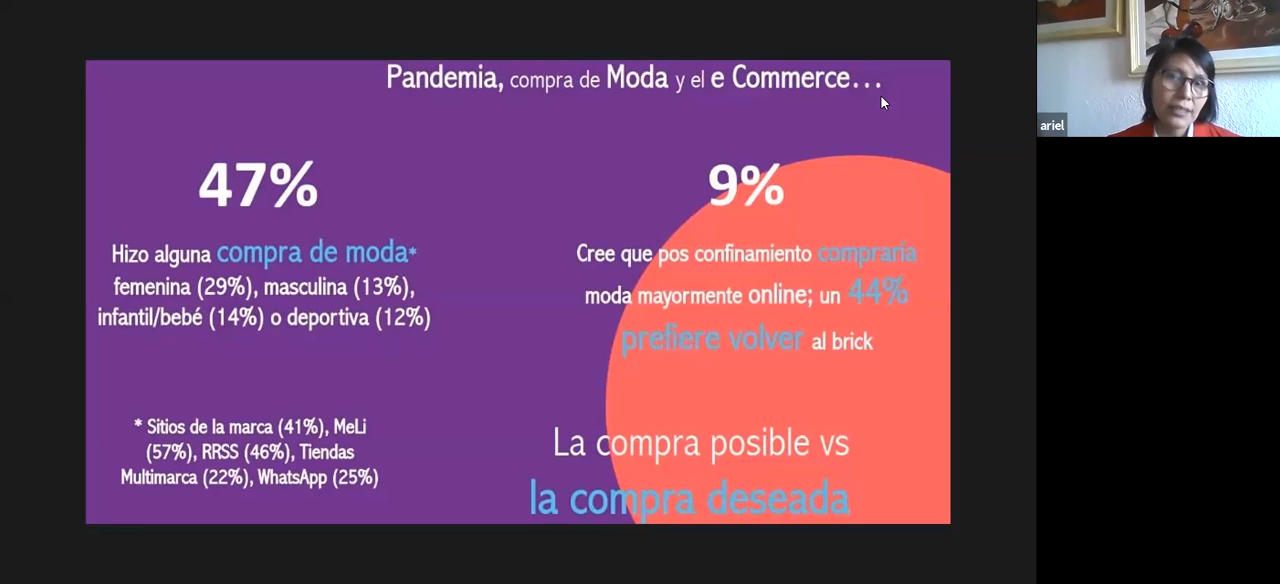 Pandemia, compra de Moda y el e Commerce...
47%
Hizo alguna compra de moda*
femenina (29%), masculina (13%),
infantil/bebé (14%) o deportiva (12%)
* Sitios de la marca (41%), MeLi
(57%), RRSS (46%), Tiendas
Multimarca (22%), WhatsApp (25%)
9%
Cree que pos confinamiento compraría
moda mayormente online; un 44%
prefiere volver al brick
La compra posible vs
la compra deseada
ariel